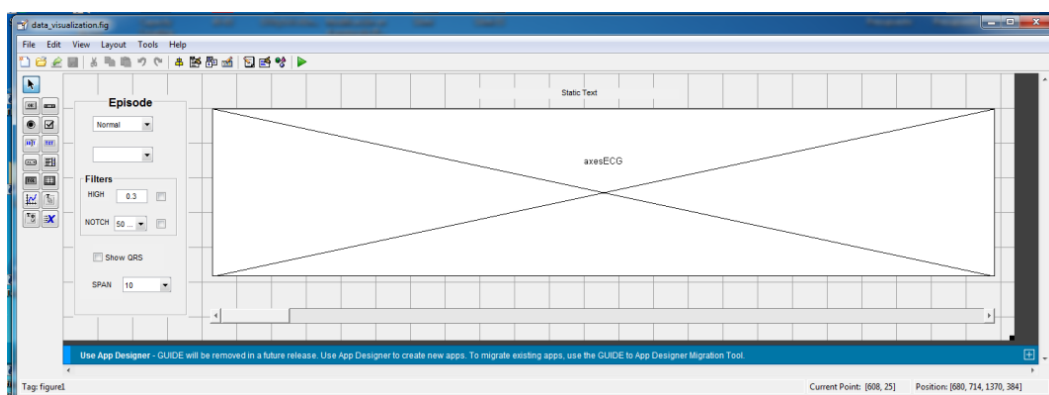 data_visualization.fig
File Edit View Layout Tools Help
Static Text
Episode
Normal
axesECG
Filters
HIGH 0.3
NOTCH 50 ...
Show QRS
SPAN 10
Use App Designer - GUIDE will be removed in a future release. Use App Designer to create new apps. To migrate existing apps, use the GUIDE to App Designer Migration Tool.
Tag: figure1 Current Point: [608, 25] Position: [680, 714, 1370, 384]